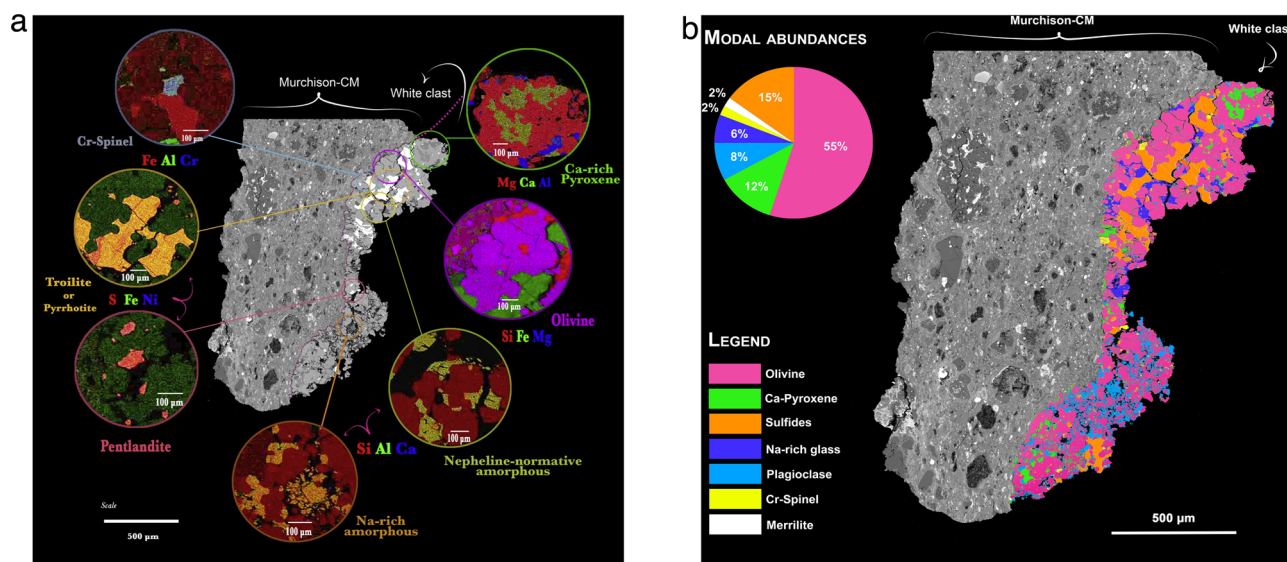 a
Murchison-CM
White clast
100 µm
Cr-Spinel
Fe Al Cr
100 µm
Mg Ca Al
Ca-rich
Pyroxene
100 µm
Troilite
or
Pyrrhotite
S Fe Ni
100 µm
Olivine
Si Fe Mg
100 µm
Pentlandite
100 µm
Si Al Ca
Nepheline-normative
amorphous
100 µm
Na-rich
amorphous
Scale
500 µm
b
MODAL ABUNDANCES
Murchison-CM
White clast
2%
2%
15%
6%
8%
12%
55%
LEGEND
Olivine
Ca-Pyroxene
Sulfides
Na-rich glass
Plagioclase
Cr-Spinel
Merrilite
500 µm